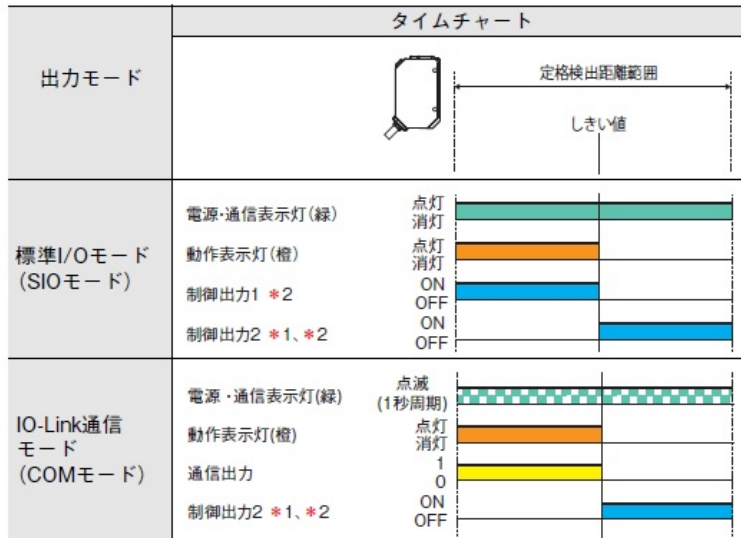 タイムチャート
出力モード
定格検出距離範囲
しきい値
標準I/Oモード
(SIOモード)
電源・通信表示灯(緑)
点灯
消灯
動作表示灯(橙)
点灯
消灯
制御出力1 *2
ON
OFF
制御出力2 *1、*2
ON
OFF
IO-Link通信
モード
(COMモード)
電源・通信表示灯(緑)
点滅
(1秒周期)
動作表示灯(橙)
点灯
消灯
通信出力
1
0
制御出力2 *1、*2
ON
OFF